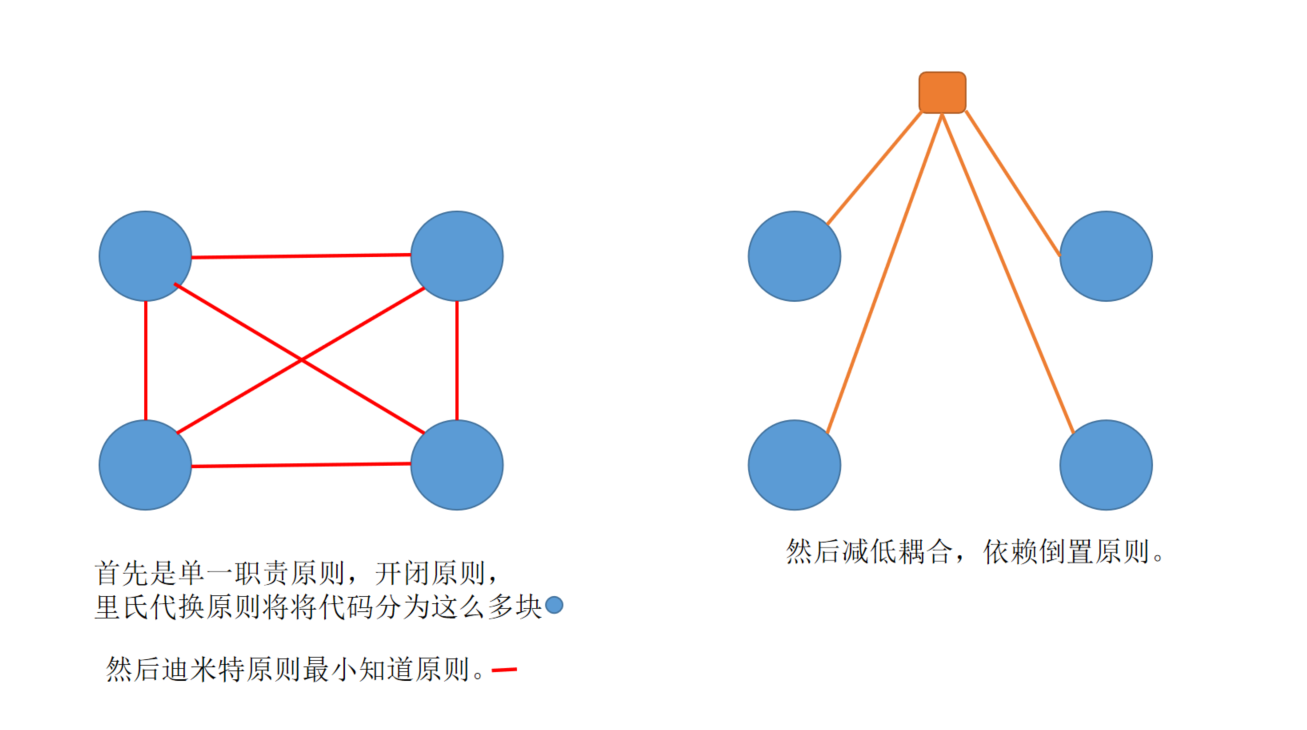 首先是单一职责原则，开闭原则，
里氏代换原则将将代码分为这么多块
然后迪米特原则最小知道原则。
然后减低耦合，依赖倒置原则。